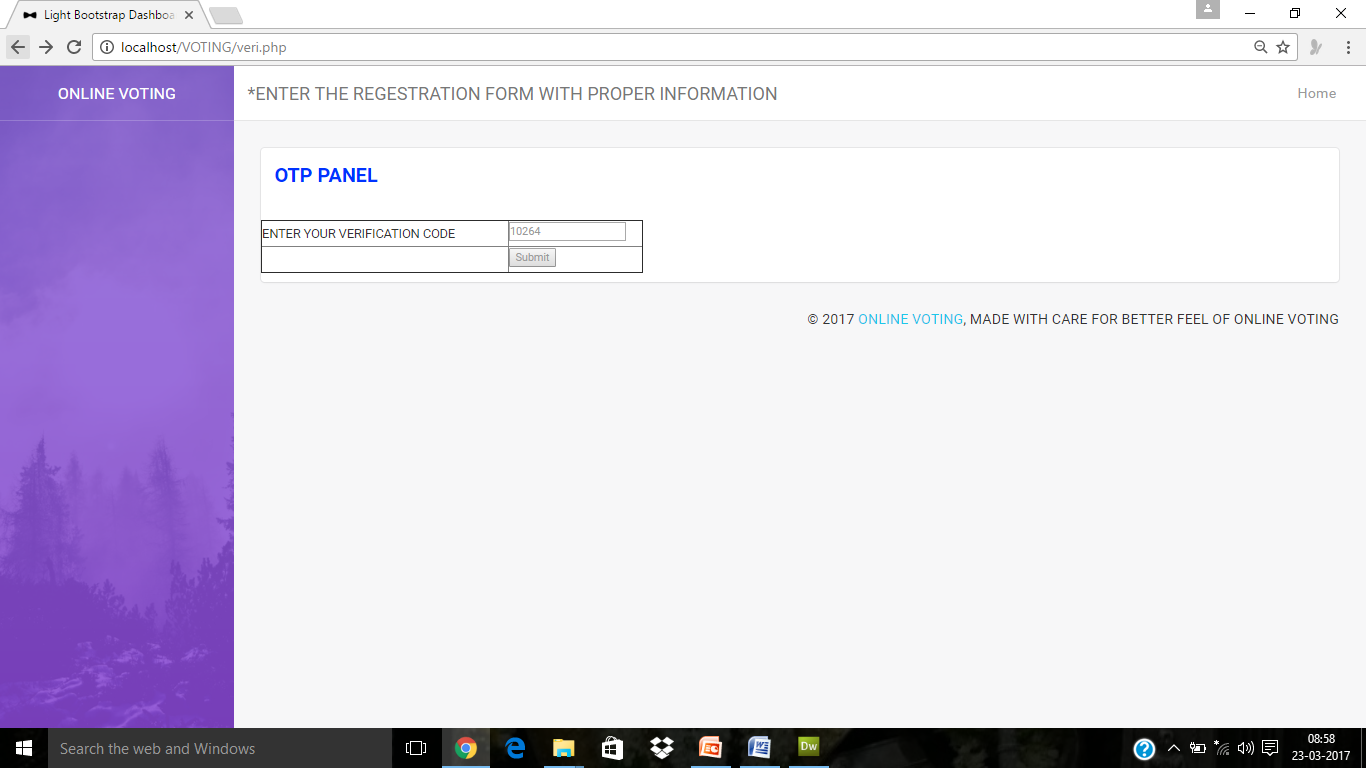 Light Bootstrap Dashboa
localhost/VOTING/veri.php
ONLINE VOTING
*ENTER THE REGESTRATION FORM WITH PROPER INFORMATION
Home
OTP PANEL
ENTER YOUR VERIFICATION CODE
10264
Submit
© 2017 ONLINE VOTING, MADE WITH CARE FOR BETTER FEEL OF ONLINE VOTING
Search the web and Windows
Dw
08:58
23-03-2017